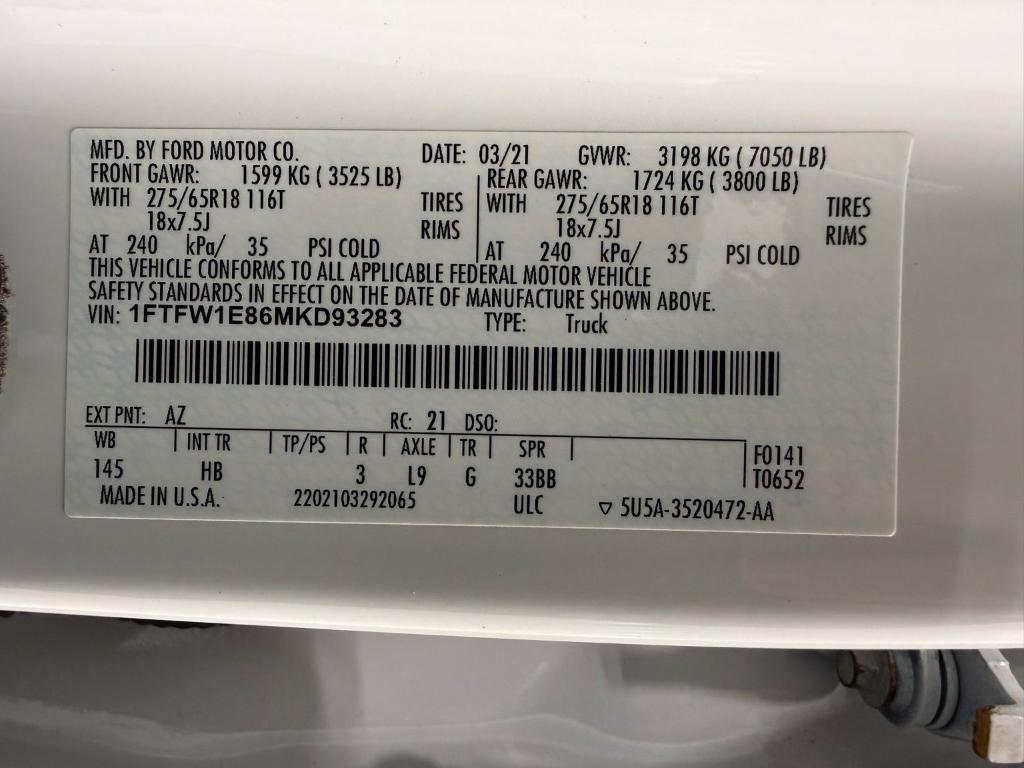 MFD. BY FORD MOTOR CO. DATE: 03/21 GVWR: 3198 KG ( 7050 LB)
FRONT GAWR: 1599 KG ( 3525 LB) REAR GAWR: 1724 KG ( 3800 LB)
WITH 275/65R18 116T TIRES WITH 275/65R18 116T TIRES
18x7.5J RIMS 18x7.5J RIMS
AT 240 kPa/ 35 PSI COLD AT 240 kPa/ 35 PSI COLD
THIS VEHICLE CONFORMS TO ALL APPLICABLE FEDERAL MOTOR VEHICLE
SAFETY STANDARDS IN EFFECT ON THE DATE OF MANUFACTURE SHOWN ABOVE.
VIN: 1FTFW1E86MKD93283 TYPE: Truck
EXT PNT: AZ RC: 21 DSO:
WB INT TR TP/PS R AXLE TR SPR F0141
145 HB 3 L9 G 33BB T0652
MADE IN U.S.A. 2202103292065 ULC ▽ 5U5A-3520472-AA